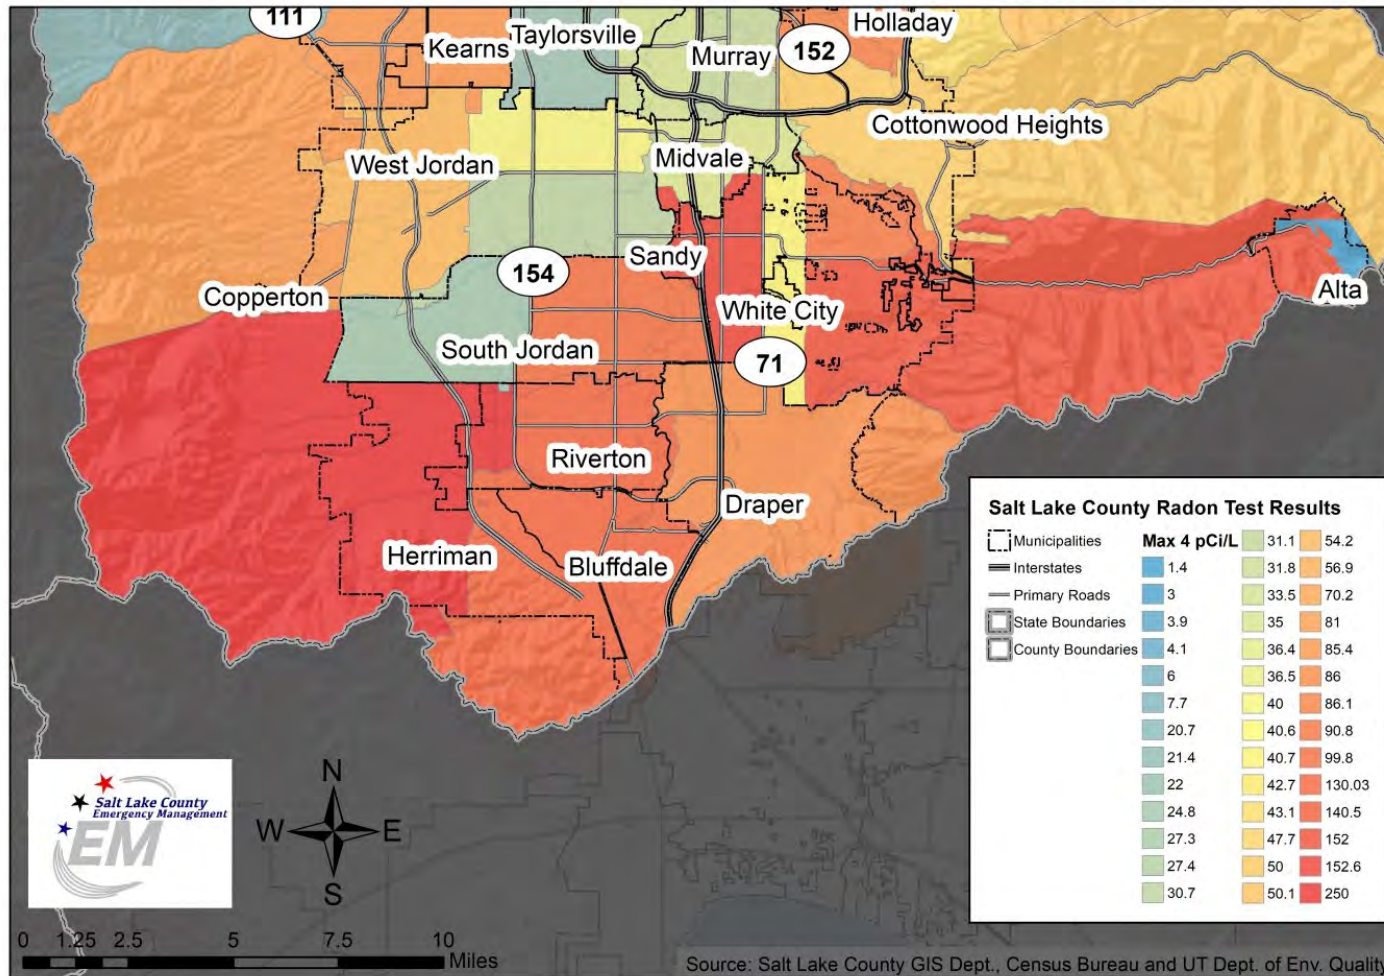 111
Taylorsville
Holladay
Kearns
Murray
152
Cottonwood Heights
West Jordan
Midvale
Sandy
154
Copperton
White City
Alta
South Jordan
71
Riverton
Draper
Herriman
Bluffdale
Salt Lake County Radon Test Results
Municipalities
Interstates
Primary Roads
State Boundaries
County Boundaries
Max 4 pCi/L
1.4
3
3.9
4.1
6
7.7
20.7
21.4
22
24.8
27.3
27.4
30.7
31.1
31.8
33.5
35
36.4
36.5
40
40.6
40.7
42.7
43.1
47.7
50
50.1
54.2
56.9
70.2
81
85.4
86
86.1
90.8
99.8
130.03
140.5
152
152.6
250
Salt Lake County
Emergency Management
EM
N
W E
S
0 1.25 2.5 5 7.5 10
Miles
Source: Salt Lake County GIS Dept., Census Bureau and UT Dept. of Env. Quality